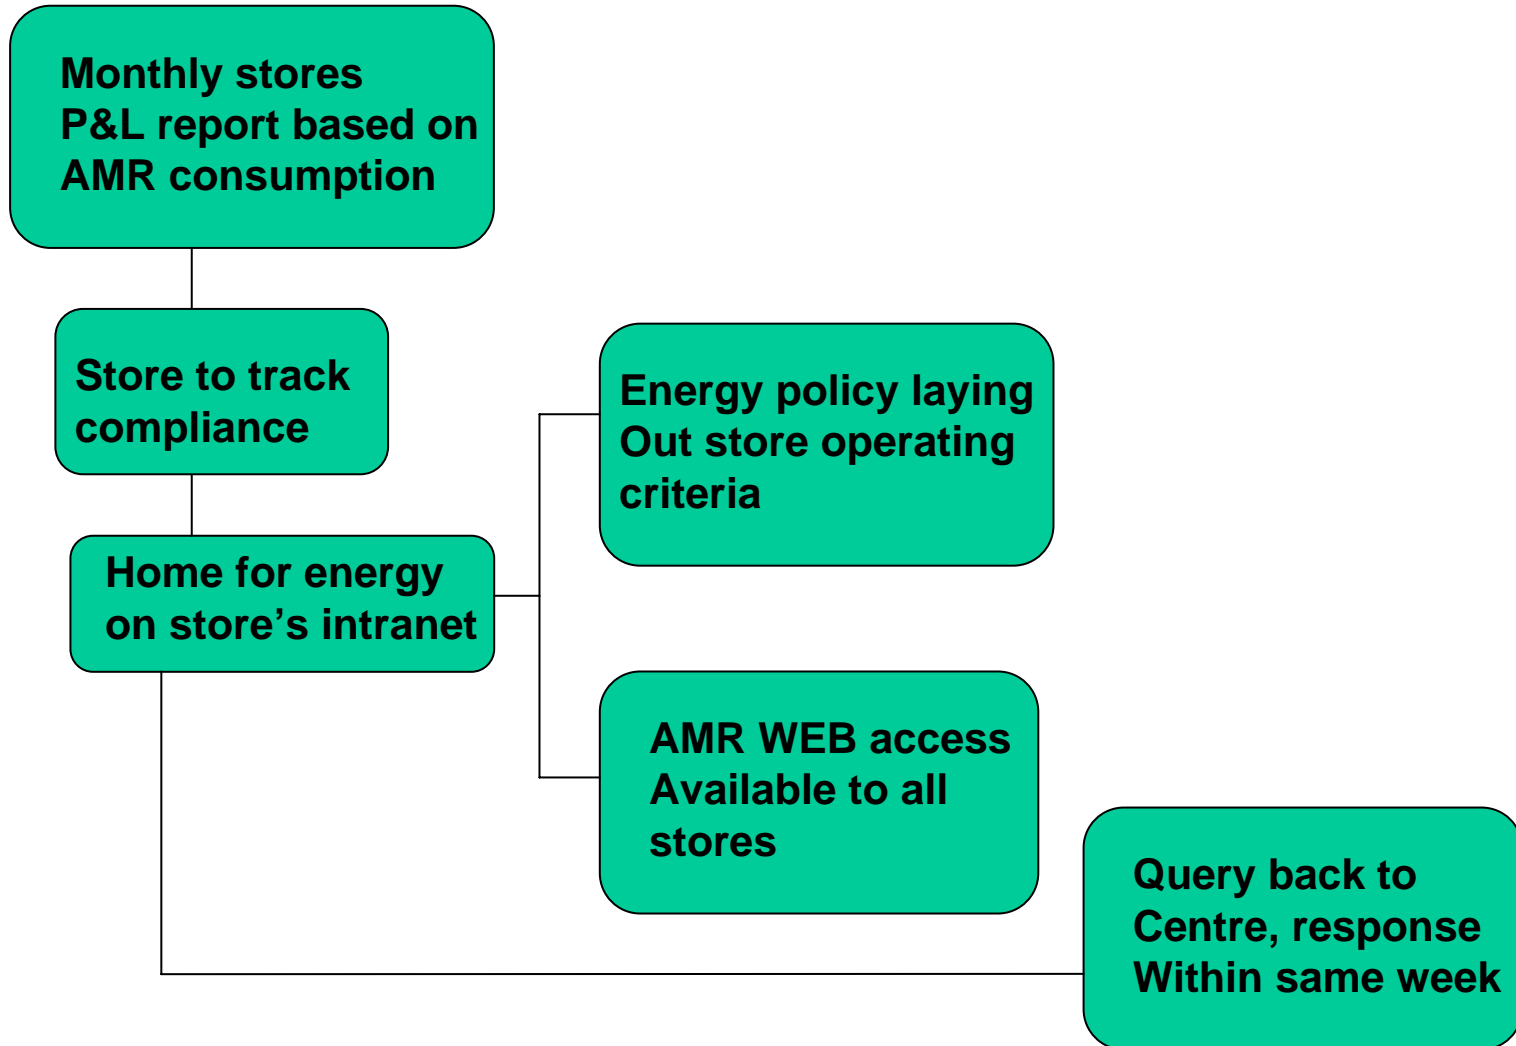 Monthly stores
P&L report based on
AMR consumption
Store to track
compliance
Home for energy
on store’s intranet
Energy policy laying
Out store operating
criteria
AMR WEB access
Available to all
stores
Query back to
Centre, response
Within same week